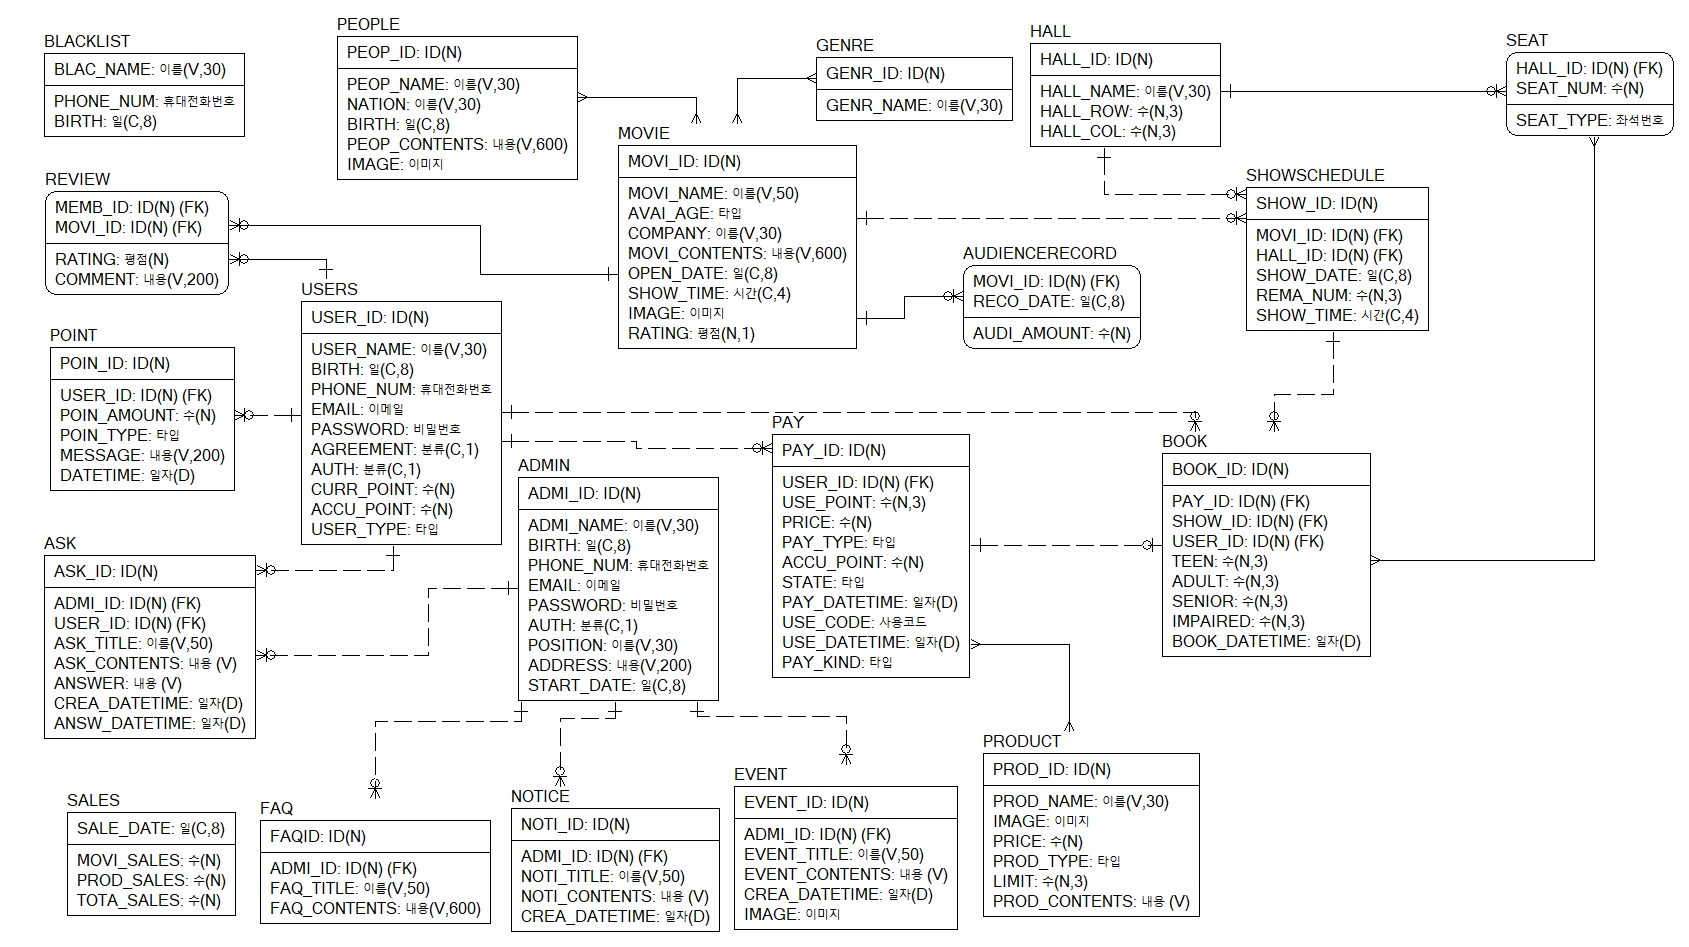 BLACKLIST
BLAC_NAME: 이름(V,30)
PHONE_NUM: 휴대전화번호
BIRTH: 일(C,8)
PEOPLE
PEOP_ID: ID(N)
PEOP_NAME: 이름(V,30)
NATION: 이름(V,30)
BIRTH: 일(C,8)
PEOP_CONTENTS: 내용(V,600)
IMAGE: 이미지
GENRE
GENR_ID: ID(N)
GENR_NAME: 이름(V,30)
HALL
HALL_ID: ID(N)
HALL_NAME: 이름(V,30)
HALL_ROW: 수(N,3)
HALL_COL: 수(N,3)
SEAT
HALL_ID: ID(N) (FK)
SEAT_NUM: 수(N)
SEAT_TYPE: 좌석번호
REVIEW
MEMB_ID: ID(N) (FK)
MOVI_ID: ID(N) (FK)
RATING: 평점(N)
COMMENT: 내용(V,200)
MOVIE
MOVI_ID: ID(N)
MOVI_NAME: 이름(V,50)
AVAI_AGE: 타입
COMPANY: 이름(V,30)
MOVI_CONTENTS: 내용(V,600)
OPEN_DATE: 일(C,8)
SHOW_TIME: 시간(C,4)
IMAGE: 이미지
RATING: 평점(N,1)
AUDIENCERECORD
MOVI_ID: ID(N) (FK)
RECO_DATE: 일(C,8)
AUDI_AMOUNT: 수(N)
SHOWSCHEDULE
SHOW_ID: ID(N)
MOVI_ID: ID(N) (FK)
HALL_ID: ID(N) (FK)
SHOW_DATE: 일(C,8)
REMA_NUM: 수(N,3)
SHOW_TIME: 시간(C,4)
USERS
USER_ID: ID(N)
USER_NAME: 이름(V,30)
BIRTH: 일(C,8)
PHONE_NUM: 휴대전화번호
EMAIL: 이메일
PASSWORD: 비밀번호
AGREEMENT: 분류(C,1)
AUTH: 분류(C,1)
CURR_POINT: 수(N)
ACCU_POINT: 수(N)
USER_TYPE: 타입
POINT
POIN_ID: ID(N)
USER_ID: ID(N) (FK)
POIN_AMOUNT: 수(N)
POIN_TYPE: 타입
MESSAGE: 내용(V,200)
DATETIME: 일자(D)
ADMIN
ADMI_ID: ID(N)
ADMI_NAME: 이름(V,30)
BIRTH: 일(C,8)
PHONE_NUM: 휴대전화번호
EMAIL: 이메일
PASSWORD: 비밀번호
AUTH: 분류(C,1)
POSITION: 이름(V,30)
ADDRESS: 내용(V,200)
START_DATE: 일(C,8)
PAY
PAY_ID: ID(N)
USER_ID: ID(N) (FK)
USE_POINT: 수(N,3)
PRICE: 수(N)
PAY_TYPE: 타입
ACCU_POINT: 수(N)
STATE: 타입
PAY_DATETIME: 일자(D)
USE_CODE: 사용코드
USE_DATETIME: 일자(D)
PAY_KIND: 타입
BOOK
BOOK_ID: ID(N)
PAY_ID: ID(N) (FK)
SHOW_ID: ID(N) (FK)
USER_ID: ID(N) (FK)
TEEN: 수(N,3)
ADULT: 수(N,3)
SENIOR: 수(N,3)
IMPAIRED: 수(N,3)
BOOK_DATETIME: 일자(D)
ASK
ASK_ID: ID(N)
ADMI_ID: ID(N) (FK)
USER_ID: ID(N) (FK)
ASK_TITLE: 이름(V,50)
ASK_CONTENTS: 내용 (V)
ANSWER: 내용 (V)
CREA_DATETIME: 일자(D)
ANSW_DATETIME: 일자(D)
SALES
SALE_DATE: 일(C,8)
MOVI_SALES: 수(N)
PROD_SALES: 수(N)
TOTA_SALES: 수(N)
FAQ
FAQID: ID(N)
ADMI_ID: ID(N) (FK)
FAQ_TITLE: 이름(V,50)
FAQ_CONTENTS: 내용(V,600)
NOTICE
NOTI_ID: ID(N)
ADMI_ID: ID(N) (FK)
NOTI_TITLE: 이름(V,50)
NOTI_CONTENTS: 내용 (V)
CREA_DATETIME: 일자(D)
EVENT
EVENT_ID: ID(N)
ADMI_ID: ID(N) (FK)
EVENT_TITLE: 이름(V,50)
EVENT_CONTENTS: 내용 (V)
CREA_DATETIME: 일자(D)
IMAGE: 이미지
PRODUCT
PROD_ID: ID(N)
PROD_NAME: 이름(V,30)
IMAGE: 이미지
PRICE: 수(N)
PROD_TYPE: 타입
LIMIT: 수(N,3)
PROD_CONTENTS: 내용 (V)